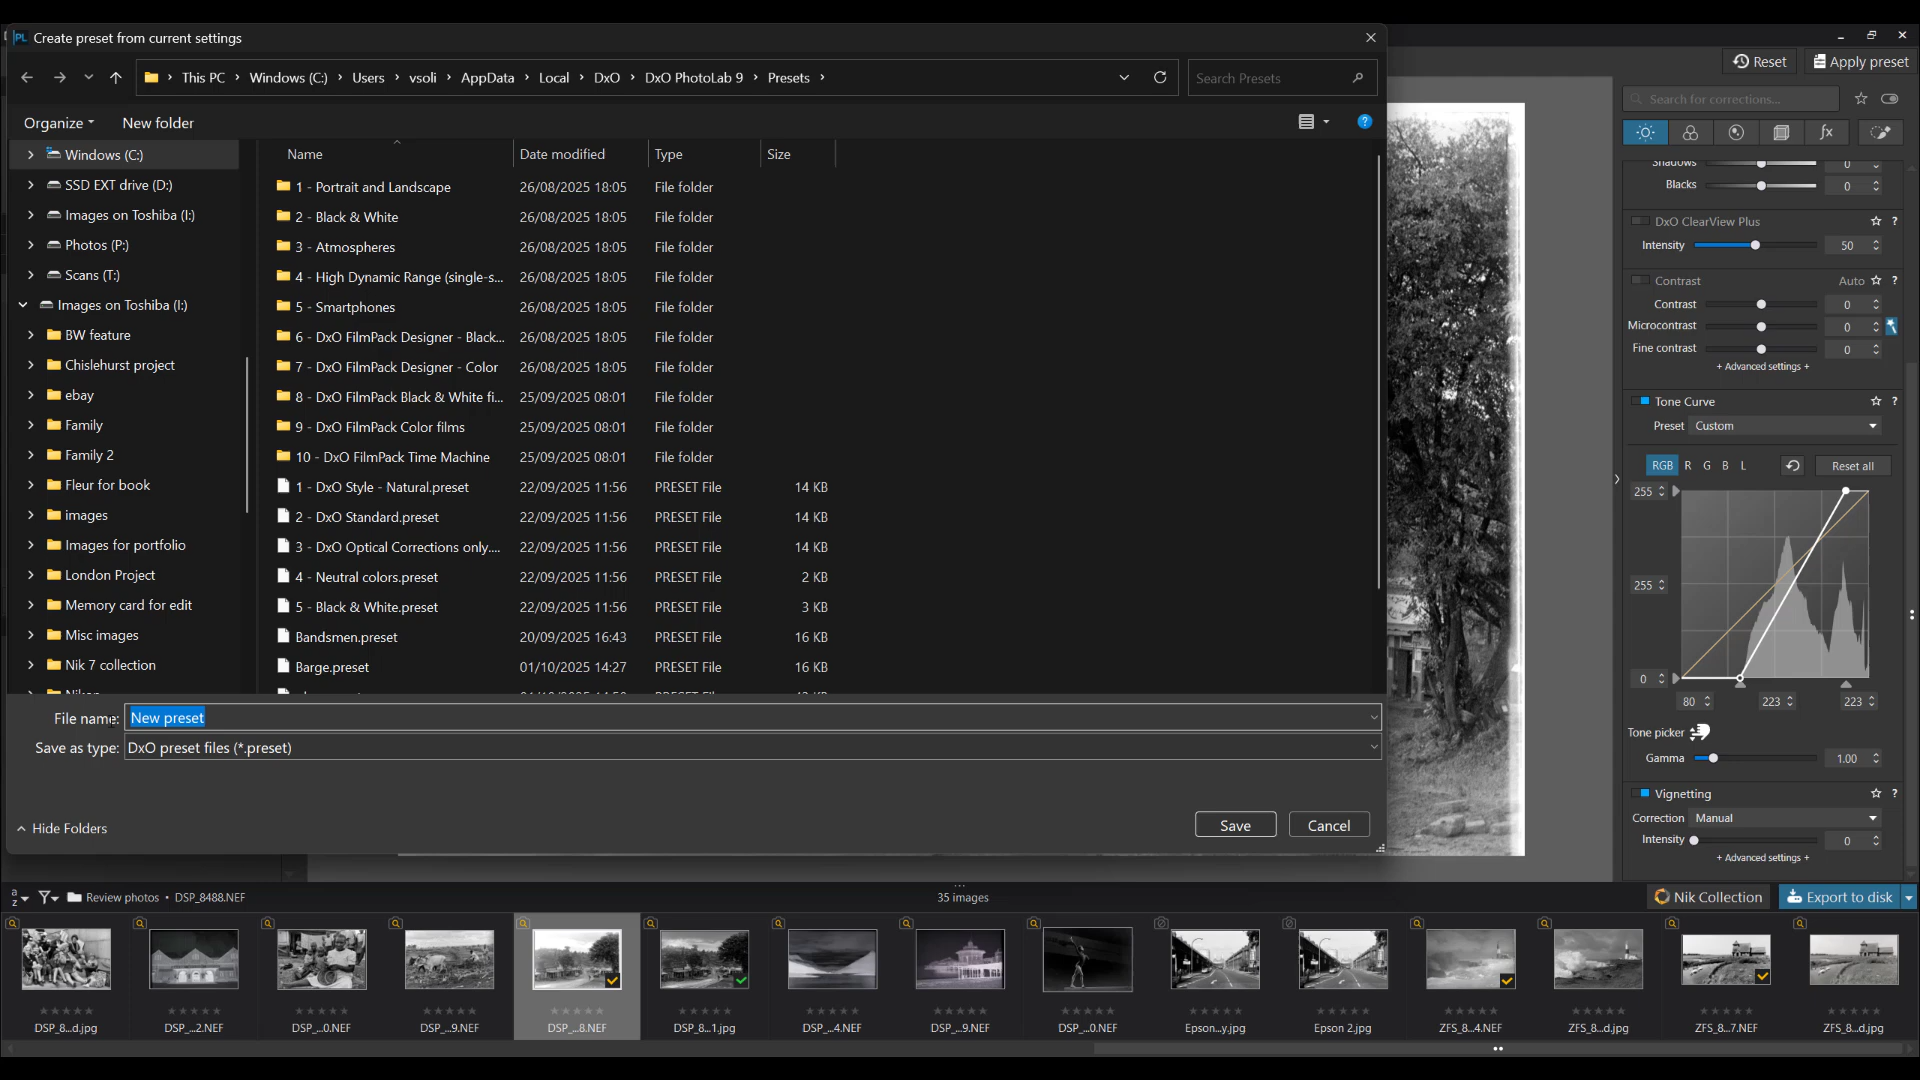 Create preset from current settings
This PC > Windows (C:) > Users > vsoli > AppData > Local > DxO > DxO PhotoLab 9 > Presets >
Search Presets
Organize
New folder
Windows (C:)
SSD EXT drive (D:)
Images on Toshiba (I:)
Photos (P:)
Scans (T:)
Images on Toshiba (I:)
BW feature
Chislehurst project
ebay
Family
Family 2
Fleur for book
images
Images for portfolio
London Project
Memory card for edit
Misc images
Nik 7 collection
Name Date modified Type Size
1 - Portrait and Landscape 26/08/2025 18:05 File folder
2 - Black & White 26/08/2025 18:05 File folder
3 - Atmospheres 26/08/2025 18:05 File folder
4 - High Dynamic Range (single-s... 26/08/2025 18:05 File folder
5 - Smartphones 26/08/2025 18:05 File folder
6 - DxO FilmPack Designer - Black... 26/08/2025 18:05 File folder
7 - DxO FilmPack Designer - Color 26/08/2025 18:05 File folder
8 - DxO FilmPack Black & White fi... 25/09/2025 08:01 File folder
9 - DxO FilmPack Color films 25/09/2025 08:01 File folder
10 - DxO FilmPack Time Machine 25/09/2025 08:01 File folder
1 - DxO Style - Natural.preset 22/09/2025 11:56 PRESET File 14 KB
2 - DxO Standard.preset 22/09/2025 11:56 PRESET File 14 KB
3 - DxO Optical Corrections only.... 22/09/2025 11:56 PRESET File 14 KB
4 - Neutral colors.preset 22/09/2025 11:56 PRESET File 2 KB
5 - Black & White.preset 22/09/2025 11:56 PRESET File 3 KB
Bandsmen.preset 20/09/2025 16:43 PRESET File 16 KB
Barge.preset 01/10/2025 14:27 PRESET File 16 KB
File name: New preset
Save as type: DxO preset files (*.preset)
Hide Folders
Save
Cancel
Reset
Apply preset
Search for corrections...
Shadows 0
Blacks 0
DxO ClearView Plus ?
Intensity 50
Contrast Auto ?
Contrast 0
Microcontrast 0
Fine contrast 0
+ Advanced settings +
Tone Curve ?
Preset Custom
RGB R G B L
Reset all
255
255
0
80 223 223
Tone picker
Gamma 1.00
Vignetting ?
Correction Manual
Intensity 0
+ Advanced settings +
Review photos • DSP_8488.NEF
35 images
Nik Collection
Export to disk
DSP_8...d.jpg
DSP_...2.NEF
DSP_...0.NEF
DSP_...9.NEF
DSP_...8.NEF
DSP_8...1.jpg
DSP_...4.NEF
DSP_...9.NEF
DSP_...0.NEF
Epson...y.jpg
Epson 2.jpg
ZFS_8...4.NEF
ZFS_8...d.jpg
ZFS_8...7.NEF
ZFS_8...d.jpg